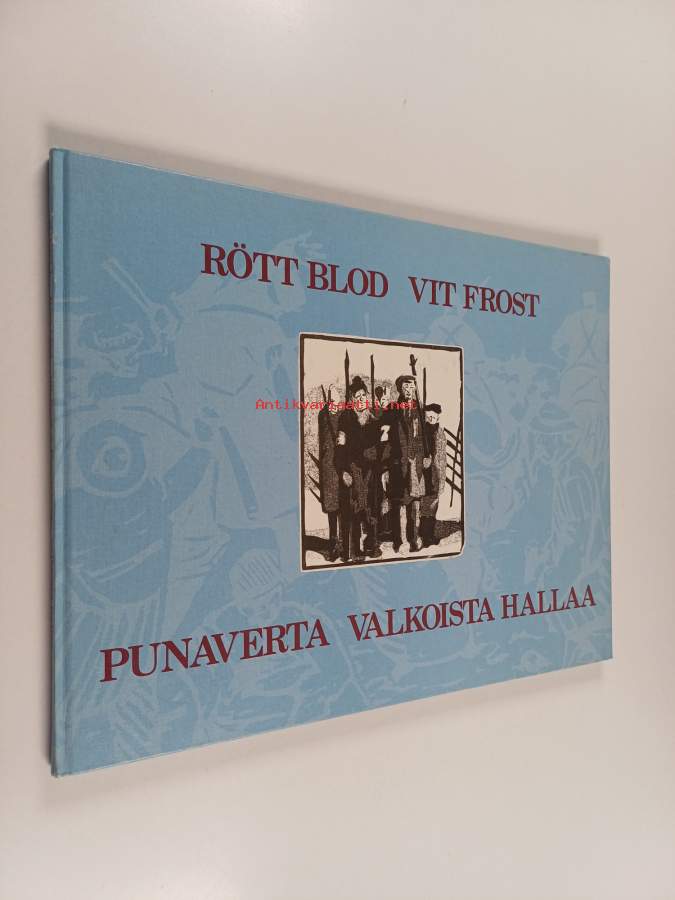 RÖTT BLOD VIT FROST
Antikvariaatti.net
PUNAVERTA VALKOISTA HALLAA